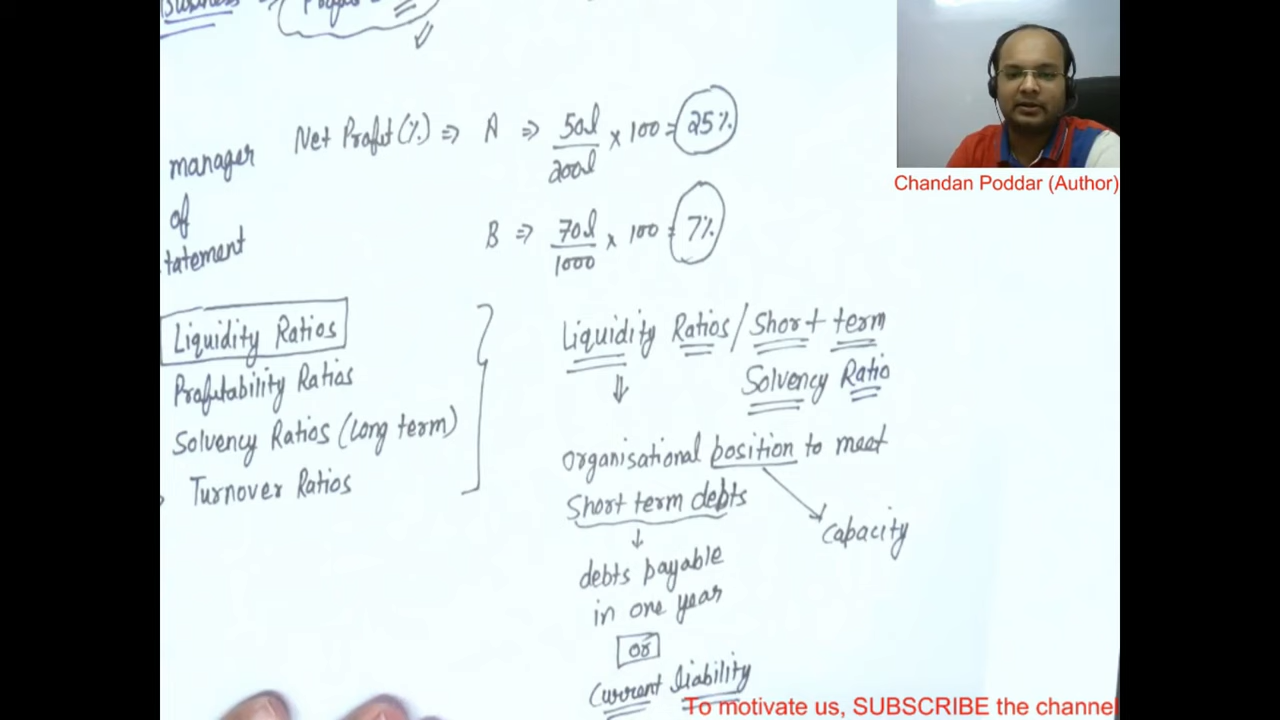 Business
Profit
Net Profit (%) ⇒ A ⇒ 50l/200l × 100 = 25%
manager
of
tatement
B ⇒ 70l/1000 × 100 = 7%
Liquidity Ratios
Profitability Ratios
Solvency Ratios (Long term)
Turnover Ratios
Liquidity Ratios / Short term
Solvency Ratio
Organisational position to meet
Short term debts
capacity
debts payable
in one year
or
Current liability
Chandan Poddar (Author)
To motivate us, SUBSCRIBE the channel